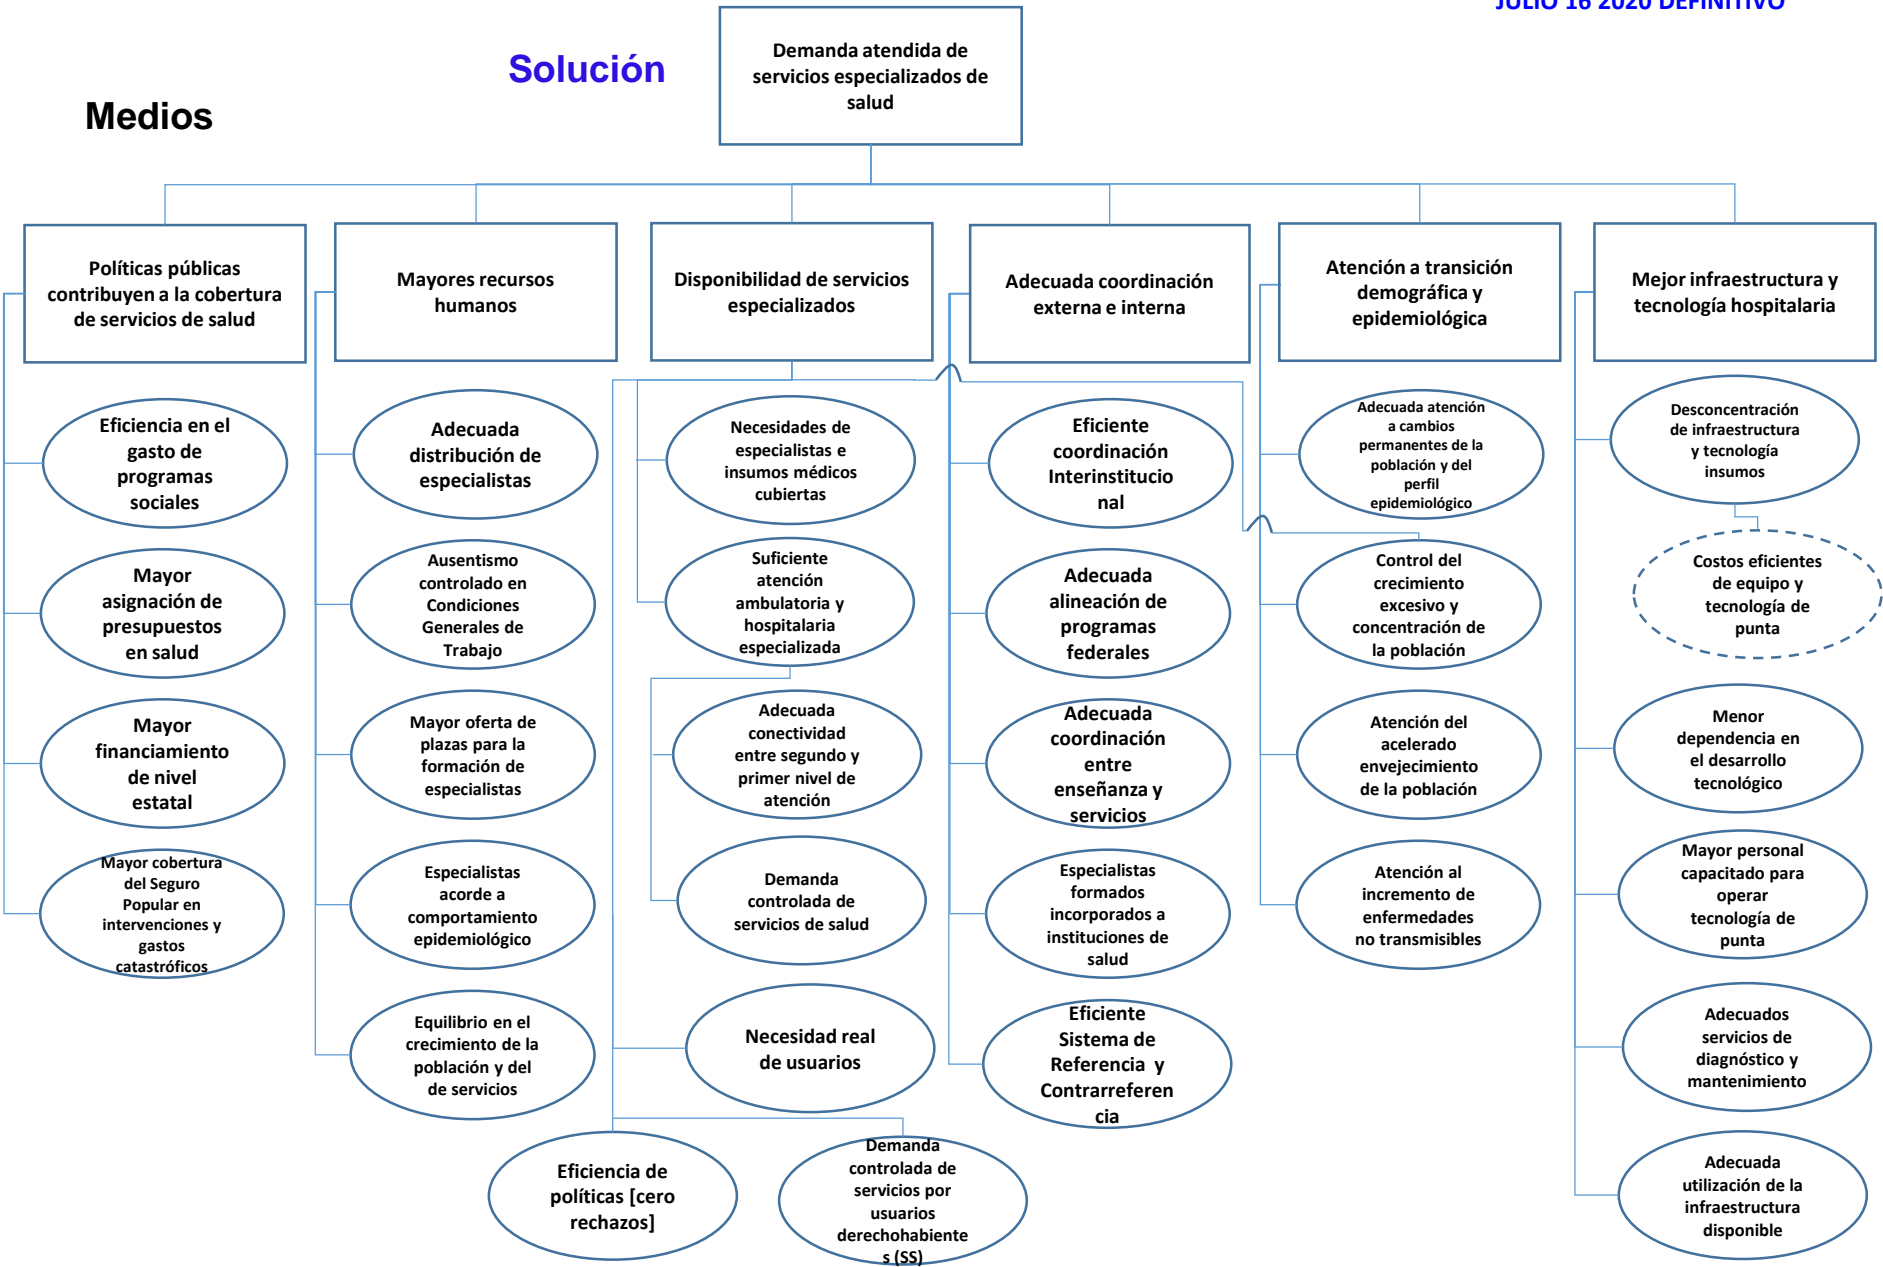 JULIO 16 2020 DEFINITIVO
Solución
Medios
Demanda atendida de
servicios especializados de
salud
Políticas públicas
contribuyen a la cobertura
de servicios de salud
Mayores recursos
humanos
Disponibilidad de servicios
especializados
Adecuada coordinación
externa e interna
Atención a transición
demográfica y
epidemiológica
Mejor infraestructura y
tecnología hospitalaria
Eficiencia en el
gasto de
programas
sociales
Mayor
asignación de
presupuestos
en salud
Mayor
financiamiento
de nivel
estatal
Mayor cobertura
del Seguro
Popular en
intervenciones y
gastos
catastróficos
Adecuada
distribución de
especialistas
Ausentismo
controlado en
Condiciones
Generales de
Trabajo
Mayor oferta de
plazas para la
formación de
especialistas
Especialistas
acorde a
comportamiento
epidemiológico
Equilibrio en el
crecimiento de la
población y del
de servicios
Necesidades de
especialistas e
insumos médicos
cubiertas
Suficiente
atención
ambulatoria y
hospitalaria
especializada
Adecuada
conectividad
entre segundo y
primer nivel de
atención
Demanda
controlada de
servicios de salud
Necesidad real
de usuarios
Eficiencia de
políticas [cero
rechazos]
Demanda
controlada de
servicios por
usuarios
derechohabiente
s (SS)
Eficiente
coordinación
Interinstitucio
nal
Adecuada
alineación de
programas
federales
Adecuada
coordinación
entre
enseñanza y
servicios
Especialistas
formados
incorporados a
instituciones de
salud
Eficiente
Sistema de
Referencia y
Contrarreferen
cia
Adecuada atención
a cambios
permanentes de la
población y del
perfil
epidemiológico
Control del
crecimiento
excesivo y
concentración de
la población
Atención del
acelerado
envejecimiento
de la población
Atención al
incremento de
enfermedades
no transmisibles
Desconcentración
de infraestructura
y tecnología
insumos
Costos eficientes
de equipo y
tecnología de
punta
Menor
dependencia en
el desarrollo
tecnológico
Mayor personal
capacitado para
operar
tecnología de
punta
Adecuados
servicios de
diagnóstico y
mantenimiento
Adecuada
utilización de la
infraestructura
disponible